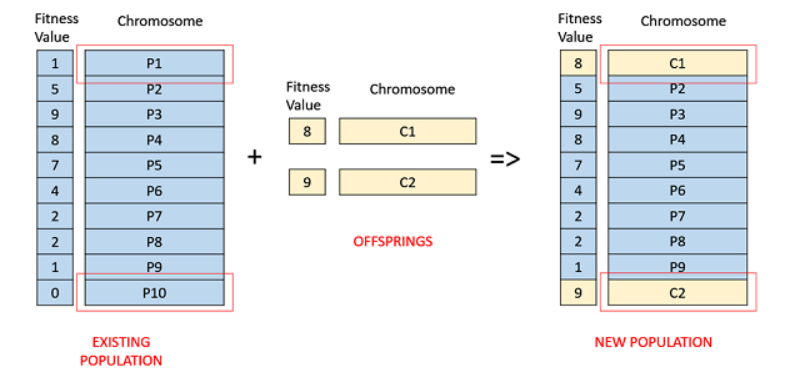 Fitness Value Chromosome
1 P1
5 P2
9 P3
8 P4
7 P5
4 P6
2 P7
2 P8
1 P9
0 P10
EXISTING
POPULATION
+
Fitness Value Chromosome
8 C1
9 C2
OFFSPRINGS
=>
Fitness Value Chromosome
8 C1
5 P2
9 P3
8 P4
7 P5
4 P6
2 P7
2 P8
1 P9
9 C2
NEW POPULATION